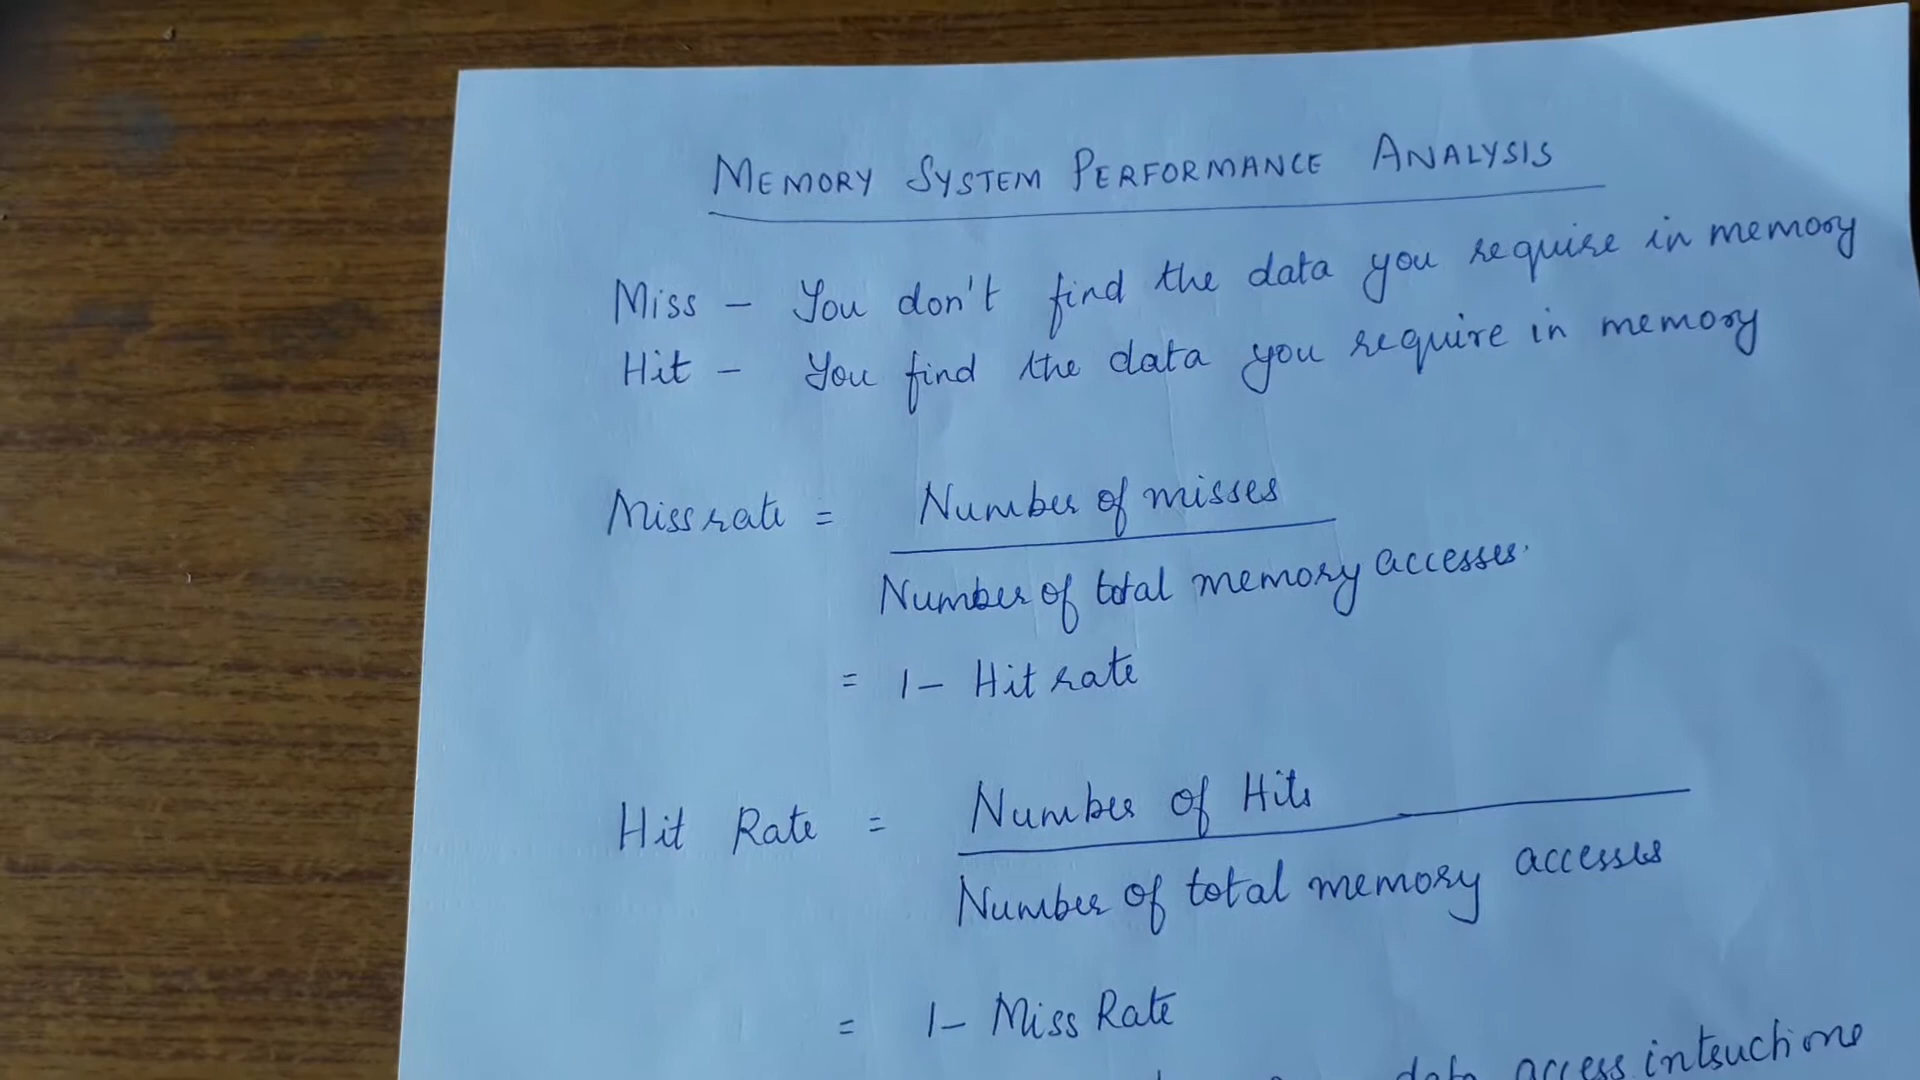 MEMORY SYSTEM PERFORMANCE ANALYSIS
Miss – You don't find the data you require in memory
Hit – You find the data you require in memory
Miss rate = Number of misses
Number of total memory accesses.
= 1 – Hit rate
Hit Rate = Number of Hits
Number of total memory accesses
= 1 – Miss Rate
data access intsuctions